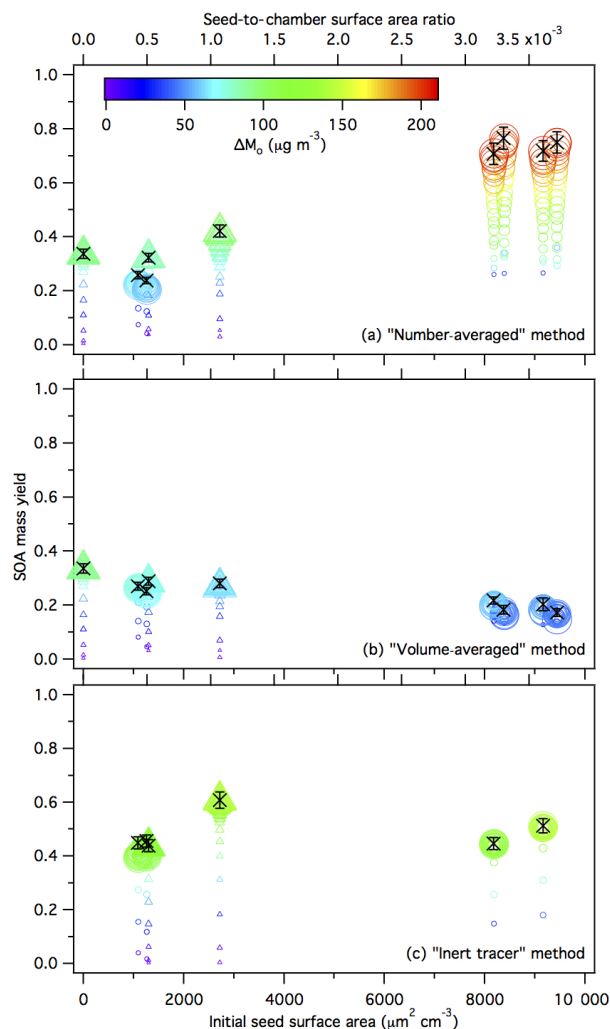 Seed-to-chamber surface area ratio
0.0 0.5 1.0 1.5 2.0 2.5 3.0 3.5 x10⁻³
1.0
0.8
0.6
0.4
0.2
0.0
0 50 100 150 200
ΔMₒ (μg m⁻³)
(a) "Number-averaged" method
1.0
0.8
0.6
0.4
0.2
0.0
SOA mass yield
(b) "Volume-averaged" method
1.0
0.8
0.6
0.4
0.2
0.0
(c) "Inert tracer" method
0 2000 4000 6000 8000 10 000
Initial seed surface area (μm² cm⁻³)